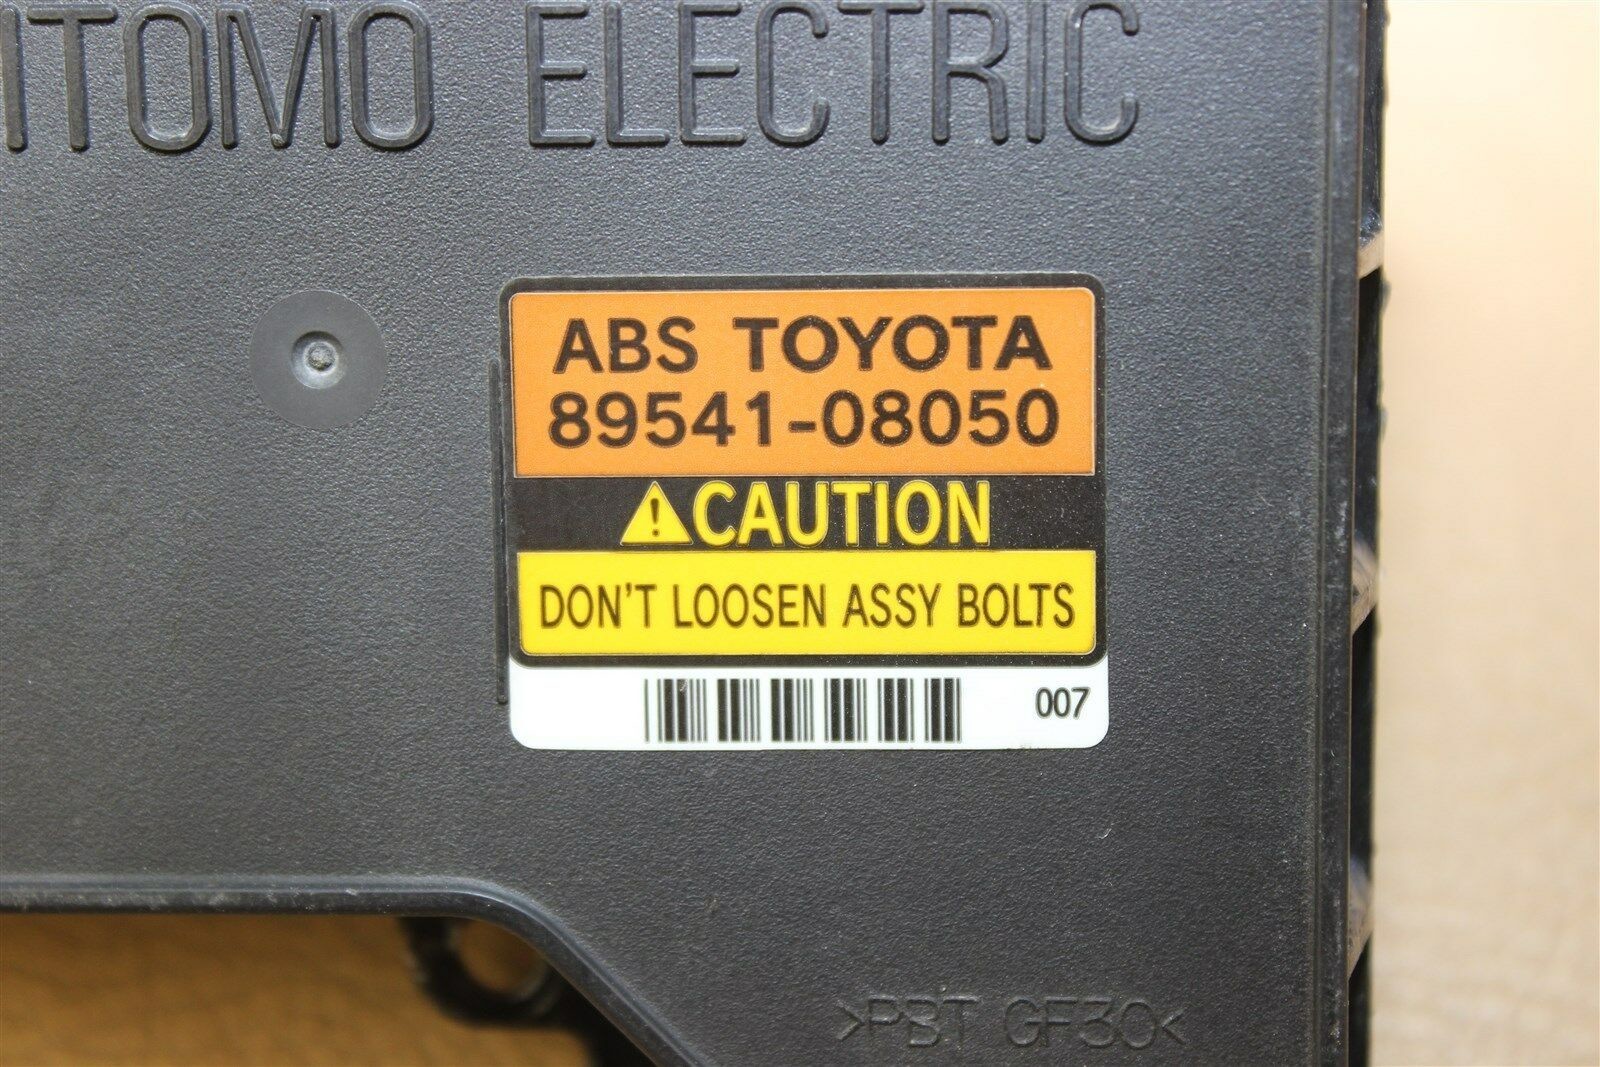 ITOMO ELECTRIC
ABS TOYOTA
89541-08050
⚠CAUTION
DON'T LOOSEN ASSY BOLTS
007
>PBT GF30<